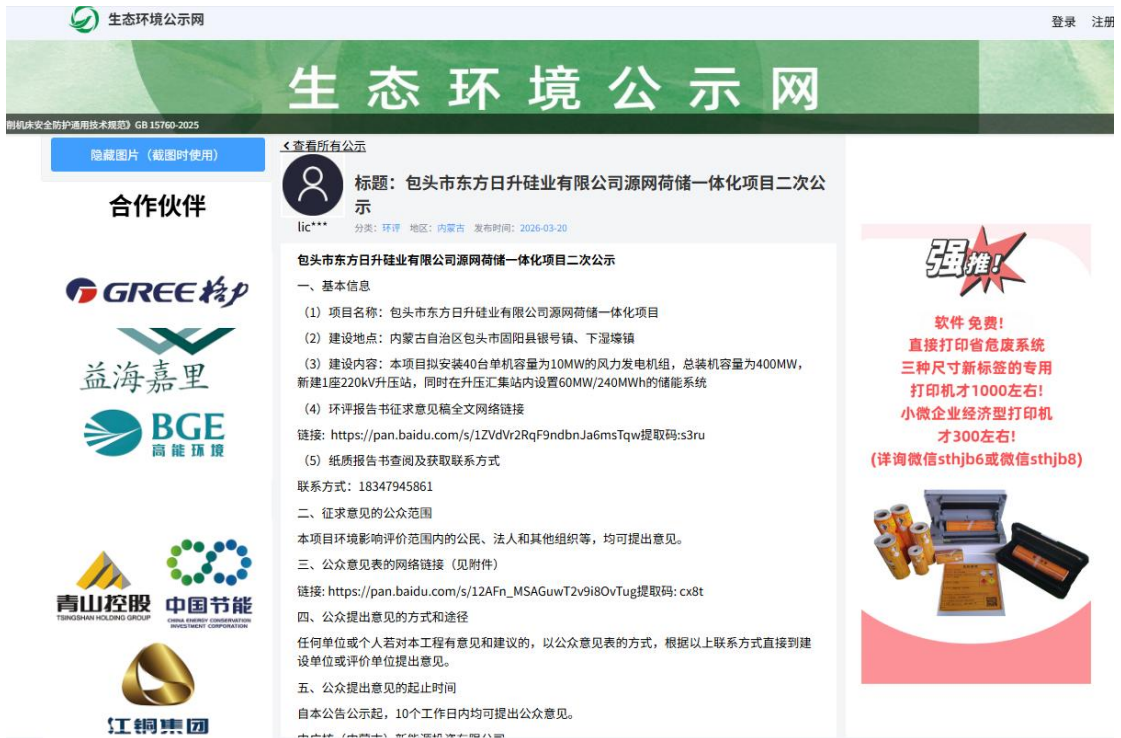 生态环境公示网
登录 注册
生态环境公示网
削机床安全防护通用技术规范》GB 15760-2025
隐藏图片（截图时使用）
合作伙伴
GREE 格力
益海嘉里
BGE
高能环境
青山控股
TSINGSHAN HOLDING GROUP
中国节能
CHINA ENERGY CONSERVATION
INVESTMENT CORPORATION
江铜集团
查看所有公示
标题：包头市东方日升硅业有限公司源网荷储一体化项目二次公
示
lic***
分类：环评 地区：内蒙古 发布时间：2026-03-20
包头市东方日升硅业有限公司源网荷储一体化项目二次公示
一、基本信息
（1）项目名称：包头市东方日升硅业有限公司源网荷储一体化项目
（2）建设地点：内蒙古自治区包头市固阳县银号镇、下湿壕镇
（3）建设内容：本项目拟安装40台单机容量为10MW的风力发电机组，总装机容量为400MW，
新建1座220kV升压站，同时在升压汇集站内设置60MW/240MWh的储能系统
（4）环评报告书征求意见稿全文网络链接
链接: https://pan.baidu.com/s/1ZVdVr2RqF9ndbnJa6msTqw提取码:s3ru
（5）纸质报告书查阅及获取联系方式
联系方式：18347945861
二、征求意见的公众范围
本项目环境影响评价范围内的公民、法人和其他组织等，均可提出意见。
三、公众意见表的网络链接（见附件）
链接: https://pan.baidu.com/s/12AFn_MSAGuwT2v9i8OvTug提取码: cx8t
四、公众提出意见的方式和途径
任何单位或个人若对本工程有意见和建议的，以公众意见表的方式，根据以上联系方式直接到建
设单位或评价单位提出意见。
五、公众提出意见的起止时间
自本公告公示起，10个工作日内均可提出公众意见。
强推!
软件 免费!
直接打印省危废系统
三种尺寸新标签的专用
打印机才1000左右!
小微企业经济型打印机
才300左右!
(详询微信sthjb6或微信sthjb8)